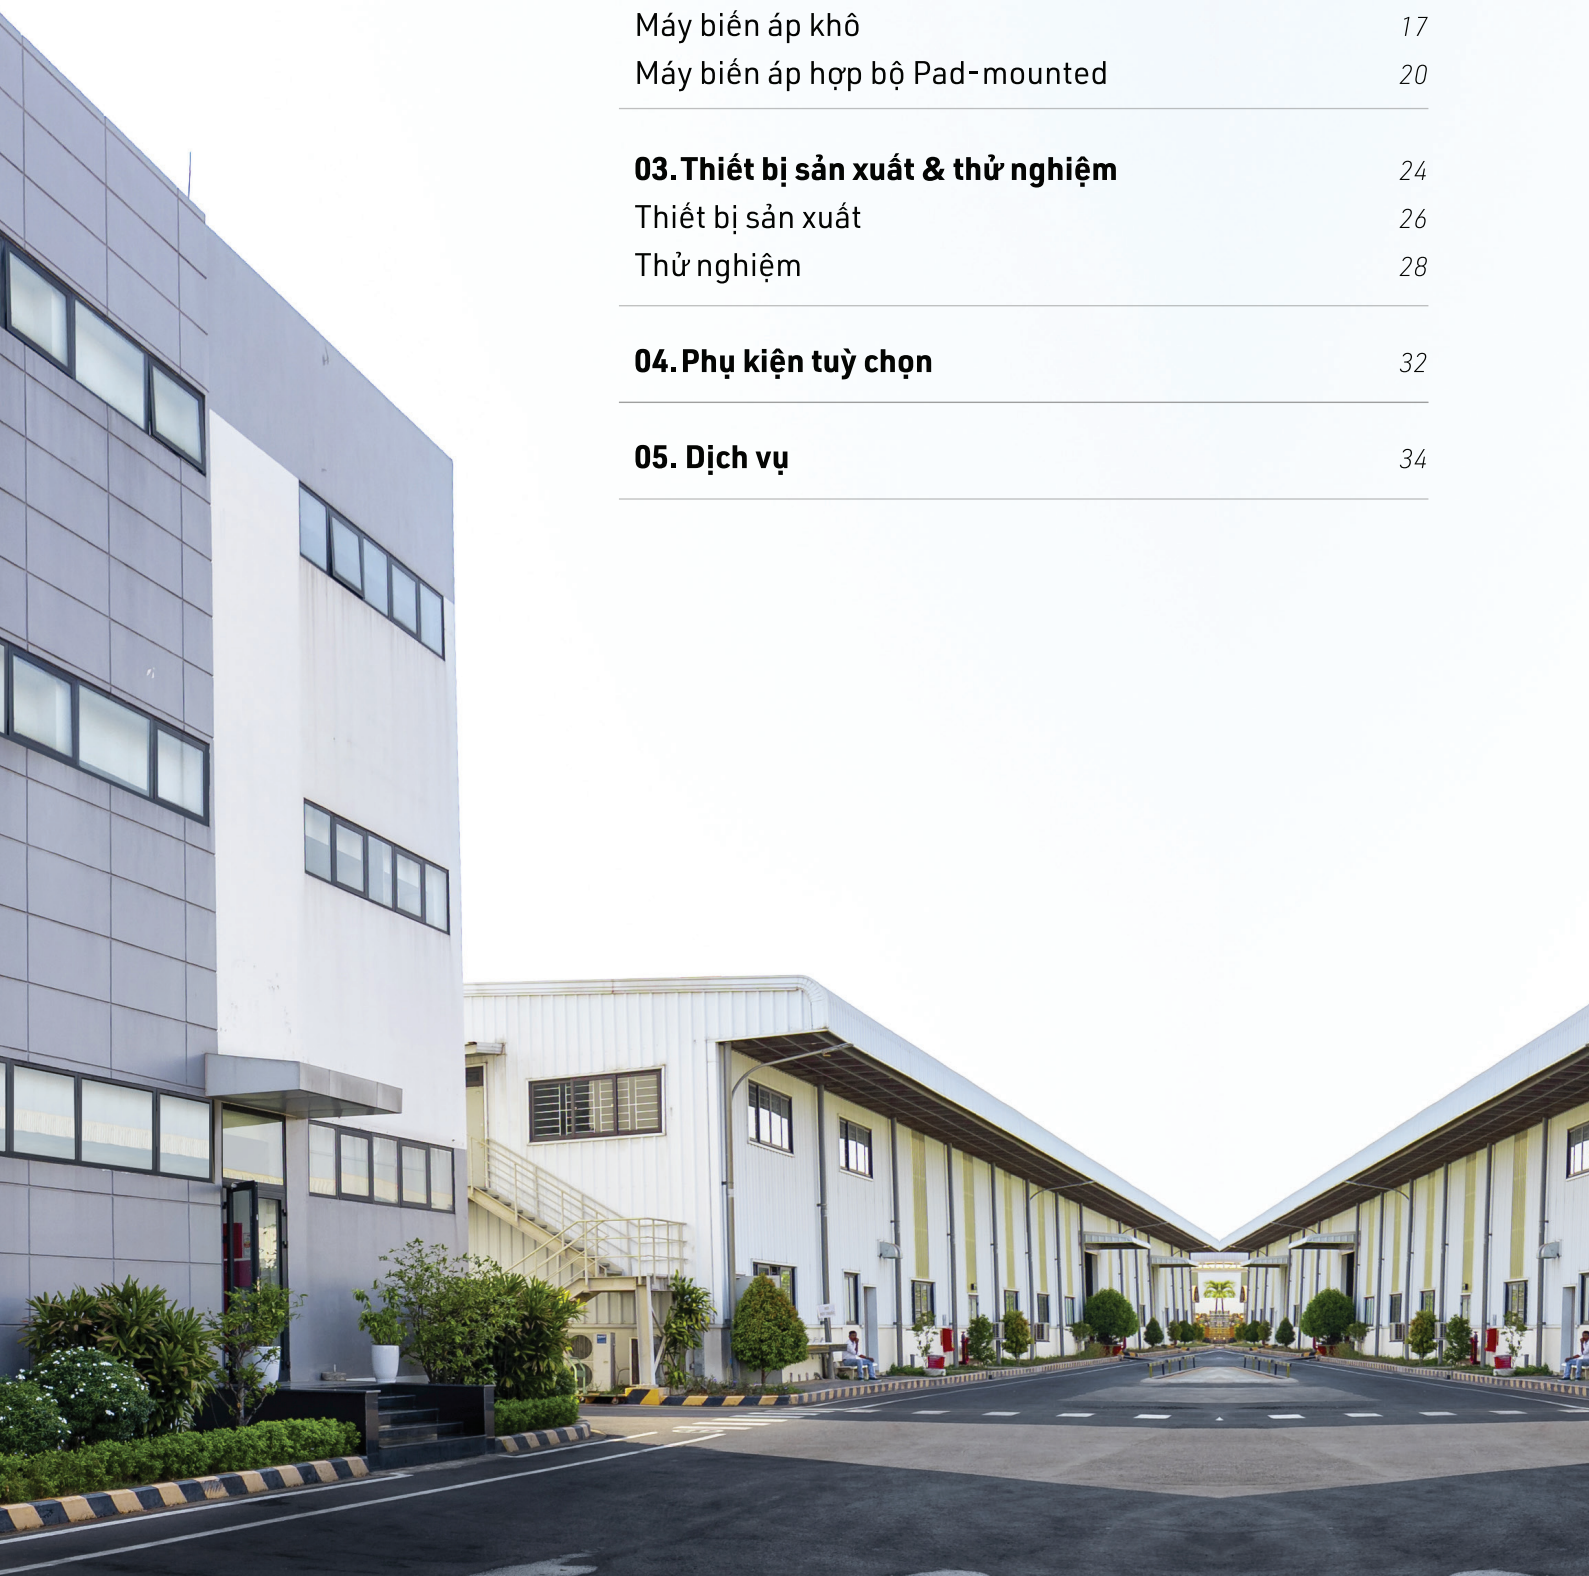 Máy biến áp khô 17
Máy biến áp hợp bộ Pad-mounted 20
03. Thiết bị sản xuất & thử nghiệm 24
Thiết bị sản xuất 26
Thử nghiệm 28
04. Phụ kiện tuỳ chọn 32
05. Dịch vụ 34